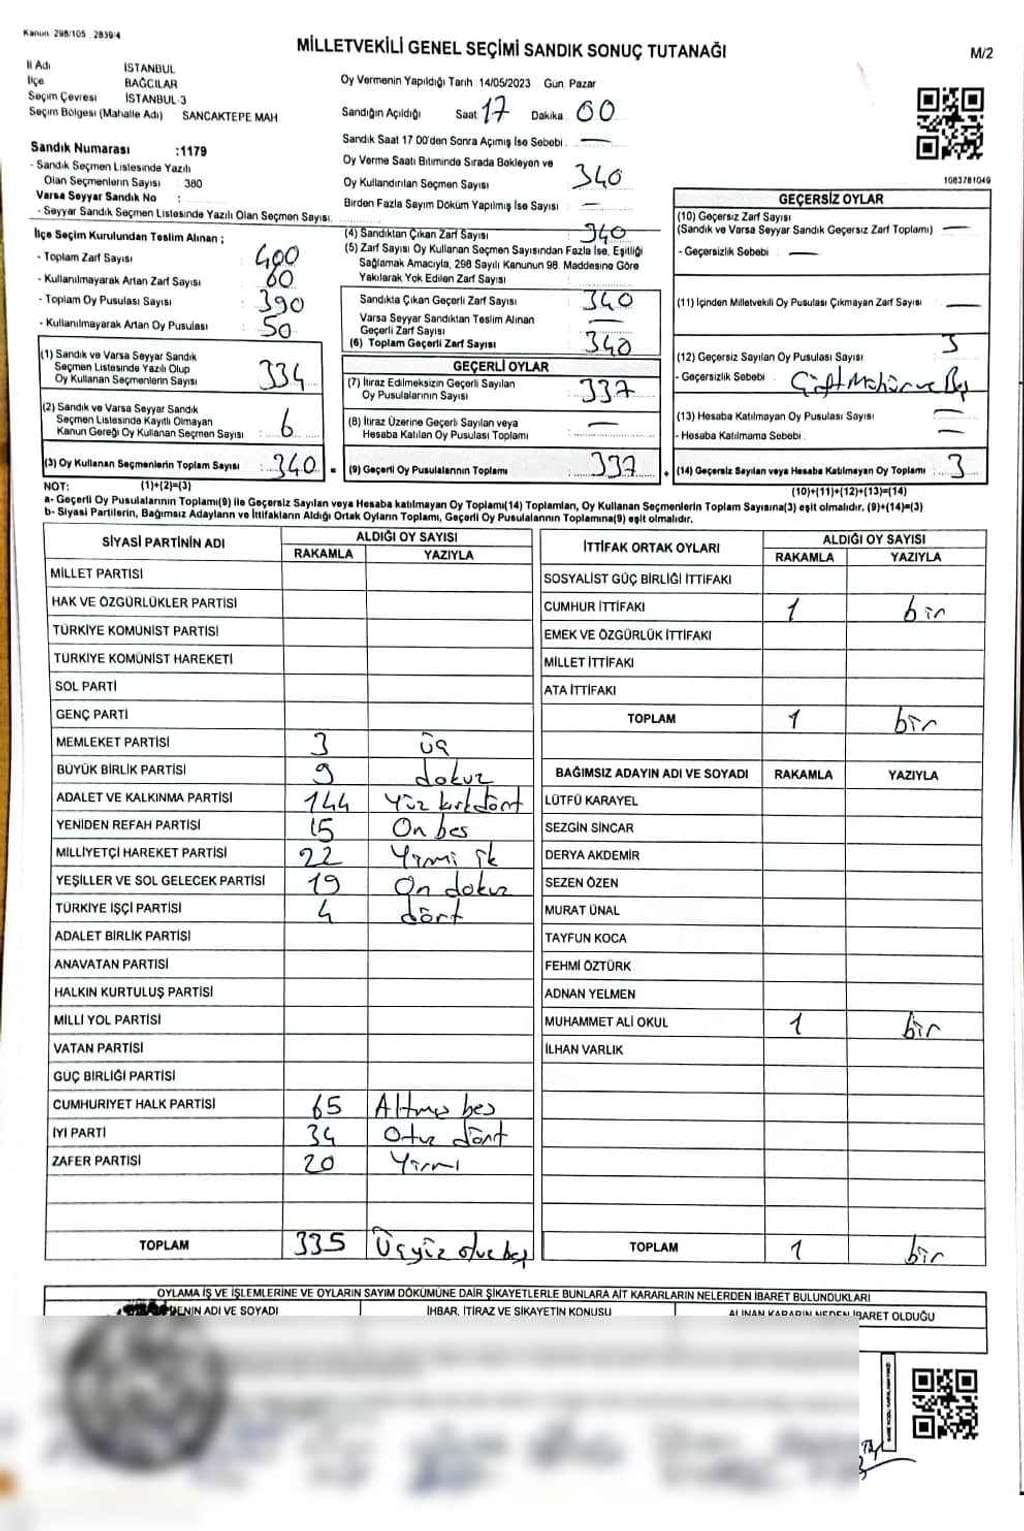 Kanun 298/105 . 2839/4
MİLLETVEKİLİ GENEL SEÇİMİ SANDIK SONUÇ TUTANAĞI
M/2
İl Adı İSTANBUL
İlçe BAĞCILAR
Seçim Çevresi İSTANBUL-3
Seçim Bölgesi (Mahalle Adı) SANCAKTEPE MAH
Sandık Numarası :1179
- Sandık Seçmen Listesinde Yazılı
Olan Seçmenlerin Sayısı : 380
Varsa Seyyar Sandık No :
- Seyyar Sandık Seçmen Listesinde Yazılı Olan Seçmen Sayısı.
Oy Vermenin Yapıldığı Tarih 14/05/2023 Gün Pazar
Sandığın Açıldığı Saat 17 Dakika 00
Sandık Saat 17 00'den Sonra Açılmış İse Sebebi : —
Oy Verme Saati Bitiminde Sırada Bekleyen ve
Oy Kullandırılan Seçmen Sayısı 340
Birden Fazla Sayım Döküm Yapılmış İse Sayısı : —
1083781049
İlçe Seçim Kurulundan Teslim Alınan ;
- Toplam Zarf Sayısı : 400
- Kullanılmayarak Artan Zarf Sayısı : 60
- Toplam Oy Pusulası Sayısı : 390
- Kullanılmayarak Artan Oy Pusulası : 50
(1) Sandık ve Varsa Seyyar Sandık
Seçmen Listesinde Yazılı Olup
Oy Kullanan Seçmenlerin Sayısı : 334
(2) Sandık ve Varsa Seyyar Sandık
Seçmen Listesinde Kayıtlı Olmayan
Kanun Gereği Oy Kullanan Seçmen Sayısı : 6
(3) Oy Kullanan Seçmenlerin Toplam Sayısı : 340
(4) Sandıktan Çıkan Zarf Sayısı : 340
(5) Zarf Sayısı Oy Kullanan Seçmen Sayısından Fazla İse, Eşitliği
Sağlamak Amacıyla, 298 Sayılı Kanunun 98. Maddesine Göre
Yakılarak Yok Edilen Zarf Sayısı :
Sandıkta Çıkan Geçerli Zarf Sayısı : 340
Varsa Seyyar Sandıktan Teslim Alınan
Geçerli Zarf Sayısı : —
(6) Toplam Geçerli Zarf Sayısı : 340
GEÇERLİ OYLAR
(7) İtiraz Edilmeksizin Geçerli Sayılan
Oy Pusulalarının Sayısı : 337
(8) İtiraz Üzerine Geçerli Sayılan veya
Hesaba Katılan Oy Pusulası Toplamı : —
= (9) Geçerli Oy Pusulalarının Toplamı : 337
GEÇERSİZ OYLAR
(10) Geçersiz Zarf Sayısı
(Sandık ve Varsa Seyyar Sandık Geçersiz Zarf Toplamı) —
- Geçersizlik Sebebi : —
(11) İçinden Milletvekili Oy Pusulası Çıkmayan Zarf Sayısı : —
(12) Geçersiz Sayılan Oy Pusulası Sayısı : 3
- Geçersizlik Sebebi : Çift Mühür ve Boş
(13) Hesaba Katılmayan Oy Pusulası Sayısı : —
- Hesaba Katılmama Sebebi : —
+ (14) Geçersiz Sayılan veya Hesaba Katılmayan Oy Toplamı : 3
NOT: (1)+(2)=(3)
(10)+(11)+(12)+(13)=(14)
a- Geçerli Oy Pusulalarının Toplamı(9) ile Geçersiz Sayılan veya Hesaba katılmayan Oy Toplamı(14) Toplamları, Oy Kullanan Seçmenlerin Toplam Sayısına(3) eşit olmalıdır. (9)+(14)=(3)
b- Siyasi Partilerin, Bağımsız Adayların ve İttifakların Aldığı Ortak Oyların Toplamı, Geçerli Oy Pusulalarının Toplamına(9) eşit olmalıdır.
SİYASİ PARTİNİN ADI ALDIĞI OY SAYISI
RAKAMLA YAZIYLA
MİLLET PARTİSİ
HAK VE ÖZGÜRLÜKLER PARTİSİ
TÜRKİYE KOMÜNİST PARTİSİ
TÜRKİYE KOMÜNİST HAREKETİ
SOL PARTİ
GENÇ PARTİ
MEMLEKET PARTİSİ 3 üç
BÜYÜK BİRLİK PARTİSİ 9 dokuz
ADALET VE KALKINMA PARTİSİ 144 Yüz kırkdört
YENİDEN REFAH PARTİSİ 15 On beş
MİLLİYETÇİ HAREKET PARTİSİ 22 Yirmi ik
YEŞİLLER VE SOL GELECEK PARTİSİ 19 On dokuz
TÜRKİYE İŞÇİ PARTİSİ 4 dört
ADALET BİRLİK PARTİSİ
ANAVATAN PARTİSİ
HALKIN KURTULUŞ PARTİSİ
MİLLİ YOL PARTİSİ
VATAN PARTİSİ
GÜÇ BİRLİĞİ PARTİSİ
CUMHURİYET HALK PARTİSİ 65 Altmış beş
İYİ PARTİ 34 Otuz dört
ZAFER PARTİSİ 20 Yirmi
TOPLAM 335 Üçyüz otuz beş
İTTİFAK ORTAK OYLARI ALDIĞI OY SAYISI
RAKAMLA YAZIYLA
SOSYALİST GÜÇ BİRLİĞİ İTTİFAKI
CUMHUR İTTİFAKI 1 bir
EMEK VE ÖZGÜRLÜK İTTİFAKI
MİLLET İTTİFAKI
ATA İTTİFAKI
TOPLAM 1 bir
BAĞIMSIZ ADAYIN ADI VE SOYADI RAKAMLA YAZIYLA
LÜTFÜ KARAYEL
SEZGİN SİNCAR
DERYA AKDEMİR
SEZEN ÖZEN
MURAT ÜNAL
TAYFUN KOCA
FEHMİ ÖZTÜRK
ADNAN YELMEN
MUHAMMET ALİ OKUL 1 bir
İLHAN VARLIK
TOPLAM 1 bir
OYLAMA İŞ VE İŞLEMLERİNE VE OYLARIN SAYIM DÖKÜMÜNE DAİR ŞİKAYETLERLE BUNLARA AİT KARARLARIN NELERDEN İBARET BULUNDUKLARI
DENİN ADI VE SOYADI İHBAR, İTİRAZ VE ŞİKAYETİN KONUSU ALINAN KARARIN NEDEN İBARET OLDUĞU